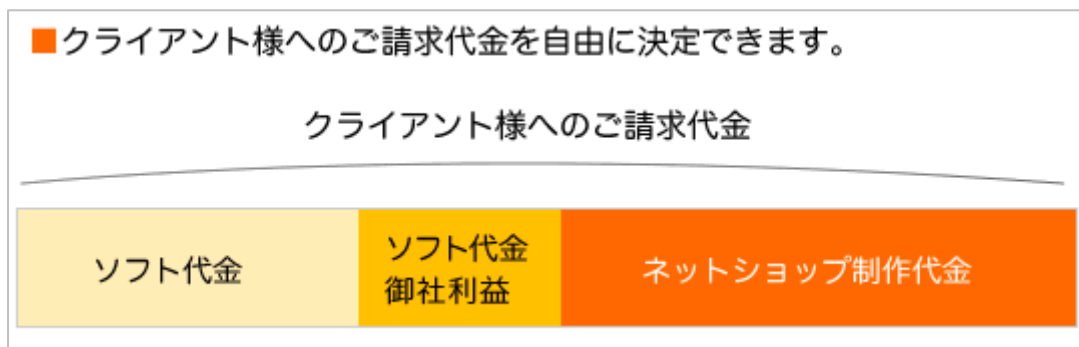 ■クライアント様へのご請求代金を自由に決定できます。
クライアント様へのご請求代金
ソフト代金
ソフト代金
御社利益
ネットショップ制作代金